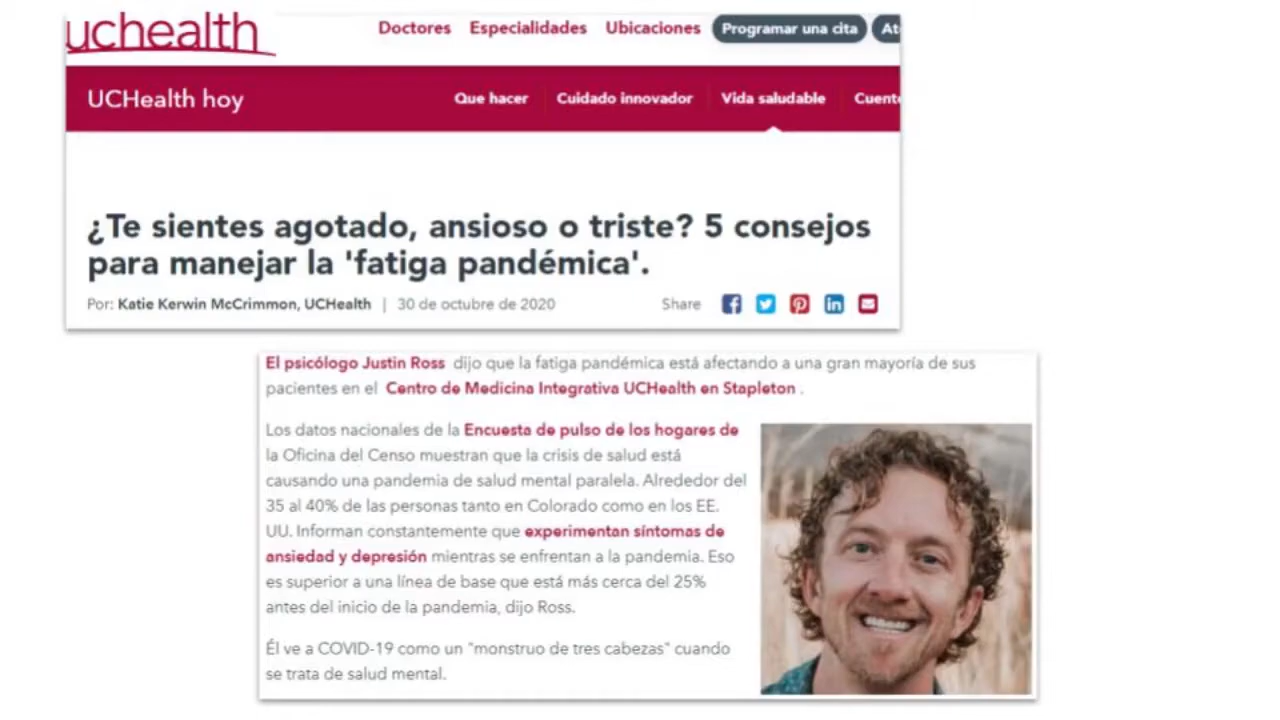 uchealth
Doctores Especialidades Ubicaciones Programar una cita
UCHealth hoy
Que hacer Cuidado innovador Vida saludable
¿Te sientes agotado, ansioso o triste? 5 consejos
para manejar la 'fatiga pandémica'.
Por: Katie Kerwin McCrimmon, UCHealth | 30 de octubre de 2020 Share
El psicólogo Justin Ross dijo que la fatiga pandémica está afectando a una gran mayoría de sus
pacientes en el Centro de Medicina Integrativa UCHealth en Stapleton .
Los datos nacionales de la Encuesta de pulso de los hogares de
la Oficina del Censo muestran que la crisis de salud está
causando una pandemia de salud mental paralela. Alrededor del
35 al 40% de las personas tanto en Colorado como en los EE.
UU. Informan constantemente que experimentan síntomas de
ansiedad y depresión mientras se enfrentan a la pandemia. Eso
es superior a una línea de base que está más cerca del 25%
antes del inicio de la pandemia, dijo Ross.
Él ve a COVID-19 como un "monstruo de tres cabezas" cuando
se trata de salud mental.